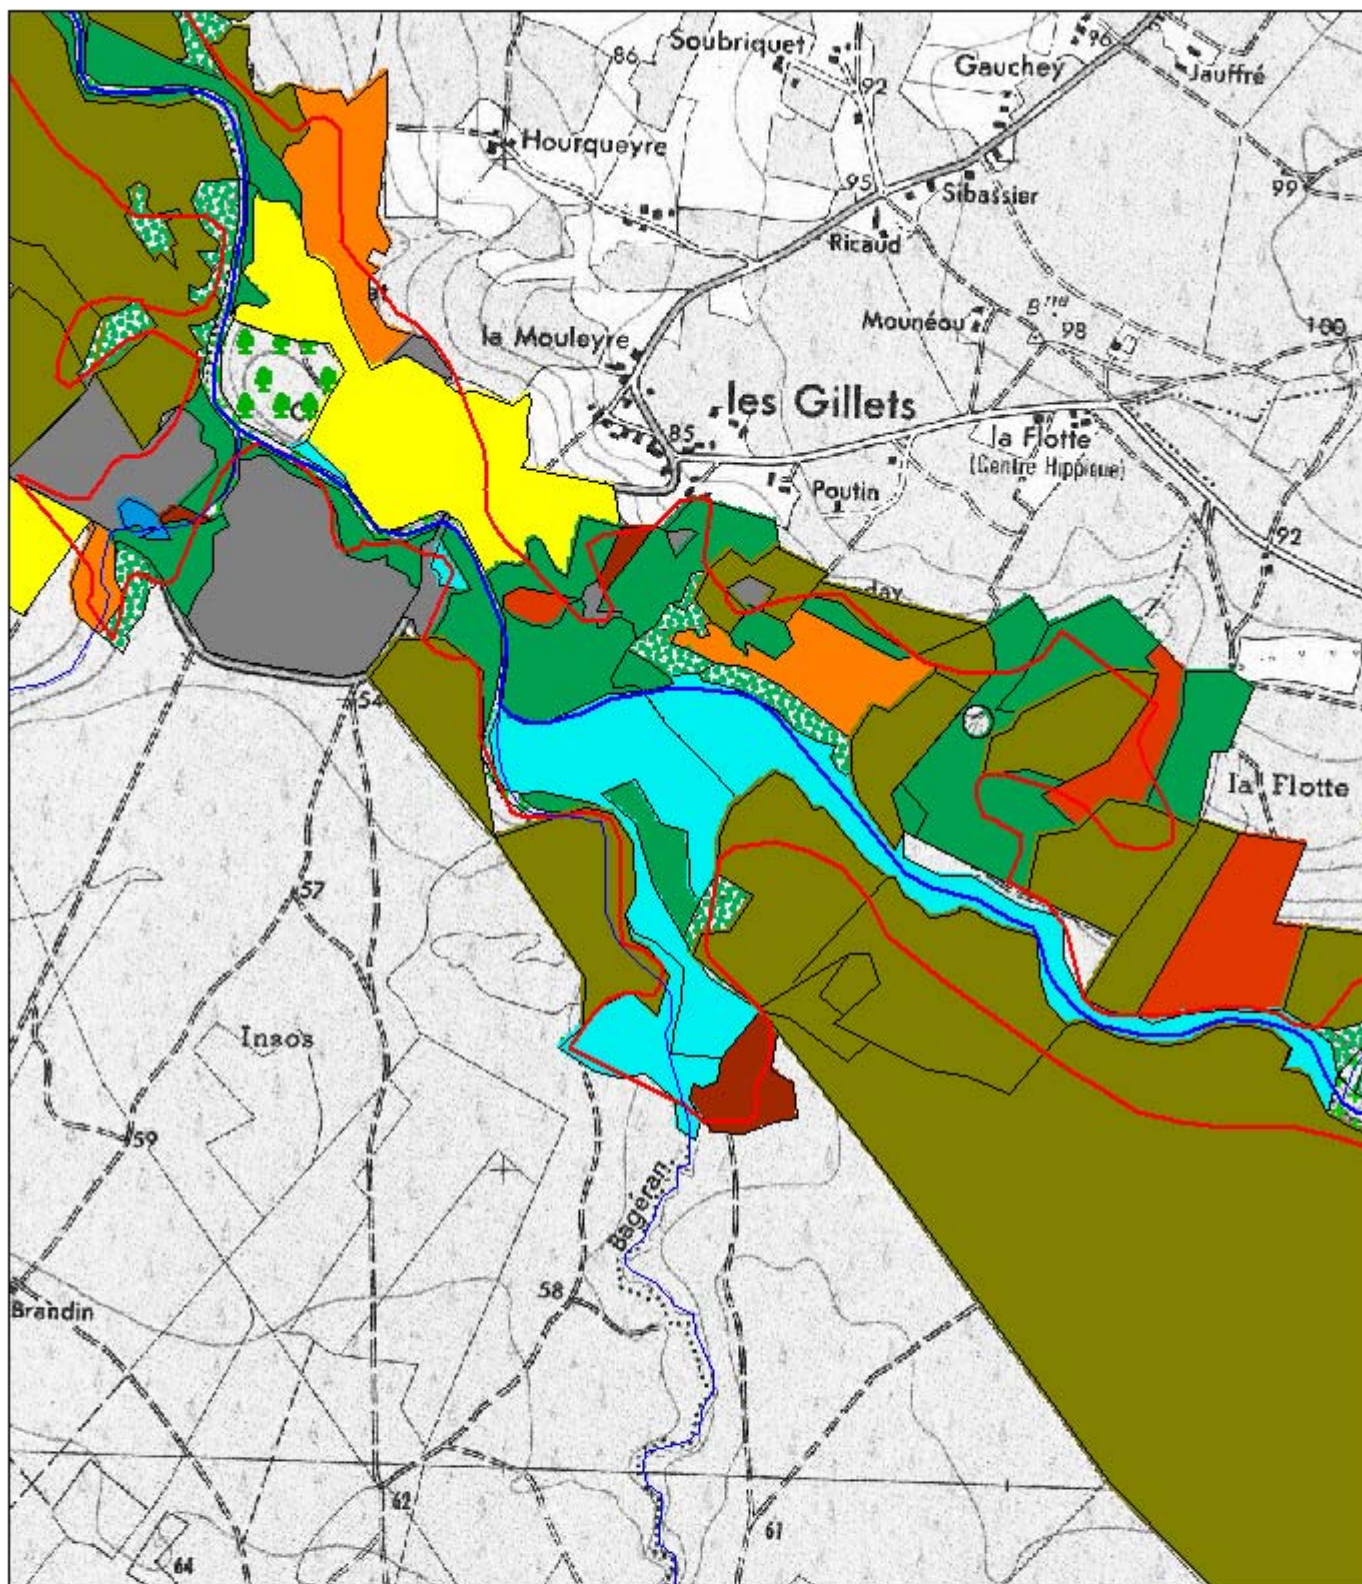 Soubriquet
86
Gauchey
96
Jauffré
92
Hourqueyre
95
Sibassier
99
Ricaud
Mounéou
Bne
98
100
la Mouleyre
les Gillets
85
la Flotte
(Centre Hippique)
Poutin
92
54
la Flotte
57
Insos
59
Bagéran
58
Brandin
62
61
64